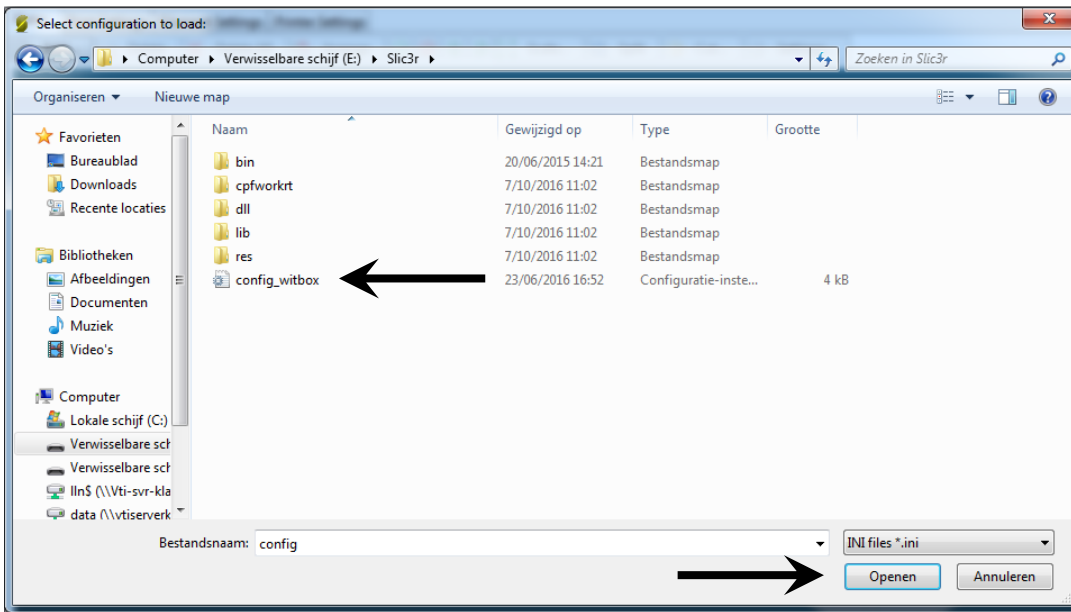 Select configuration to load:
Computer Verwisselbare schijf (E:) Slic3r
Zoeken in Slic3r
Organiseren Nieuwe map
Naam Gewijzigd op Type Grootte
Favorieten
Bureaublad
Downloads
Recente locaties
Bibliotheken
Afbeeldingen
Documenten
Muziek
Video's
Computer
Lokale schijf (C:)
Verwisselbare sch
Verwisselbare sch
lln$ (\\Vti-svr-kla
data (\\vtiserverk
bin 20/06/2015 14:21 Bestandsmap
cpfworkrt 7/10/2016 11:02 Bestandsmap
dll 7/10/2016 11:02 Bestandsmap
lib 7/10/2016 11:02 Bestandsmap
res 7/10/2016 11:02 Bestandsmap
config_witbox 23/06/2016 16:52 Configuratie-inste... 4 kB
Bestandsnaam: config INI files *.ini
Openen Annuleren